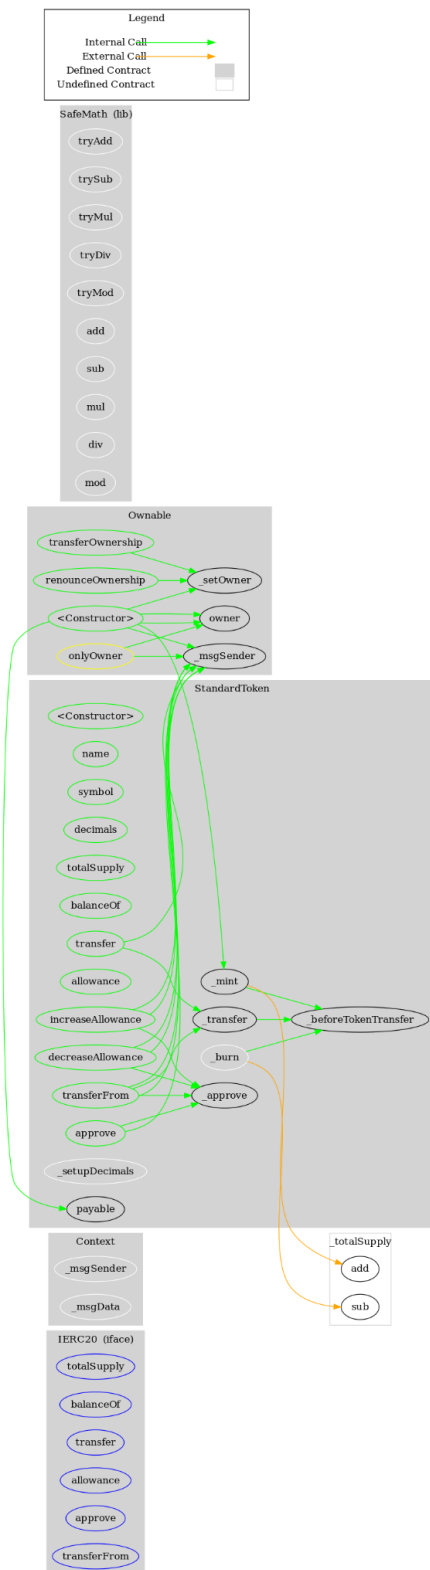 Legend
Internal Call
External Call
Defined Contract
Undefined Contract
SafeMath (lib)
tryAdd
trySub
tryMul
tryDiv
tryMod
add
sub
mul
div
mod
Ownable
transferOwnership
renounceOwnership
_setOwner
<Constructor>
owner
onlyOwner
_msgSender
StandardToken
<Constructor>
name
symbol
decimals
totalSupply
balanceOf
transfer
allowance
_mint
increaseAllowance
_transfer
_beforeTokenTransfer
decreaseAllowance
_burn
transferFrom
_approve
approve
_setupDecimals
payable
Context
_msgSender
_msgData
_totalSupply
add
sub
IERC20 (iface)
totalSupply
balanceOf
transfer
allowance
approve
transferFrom